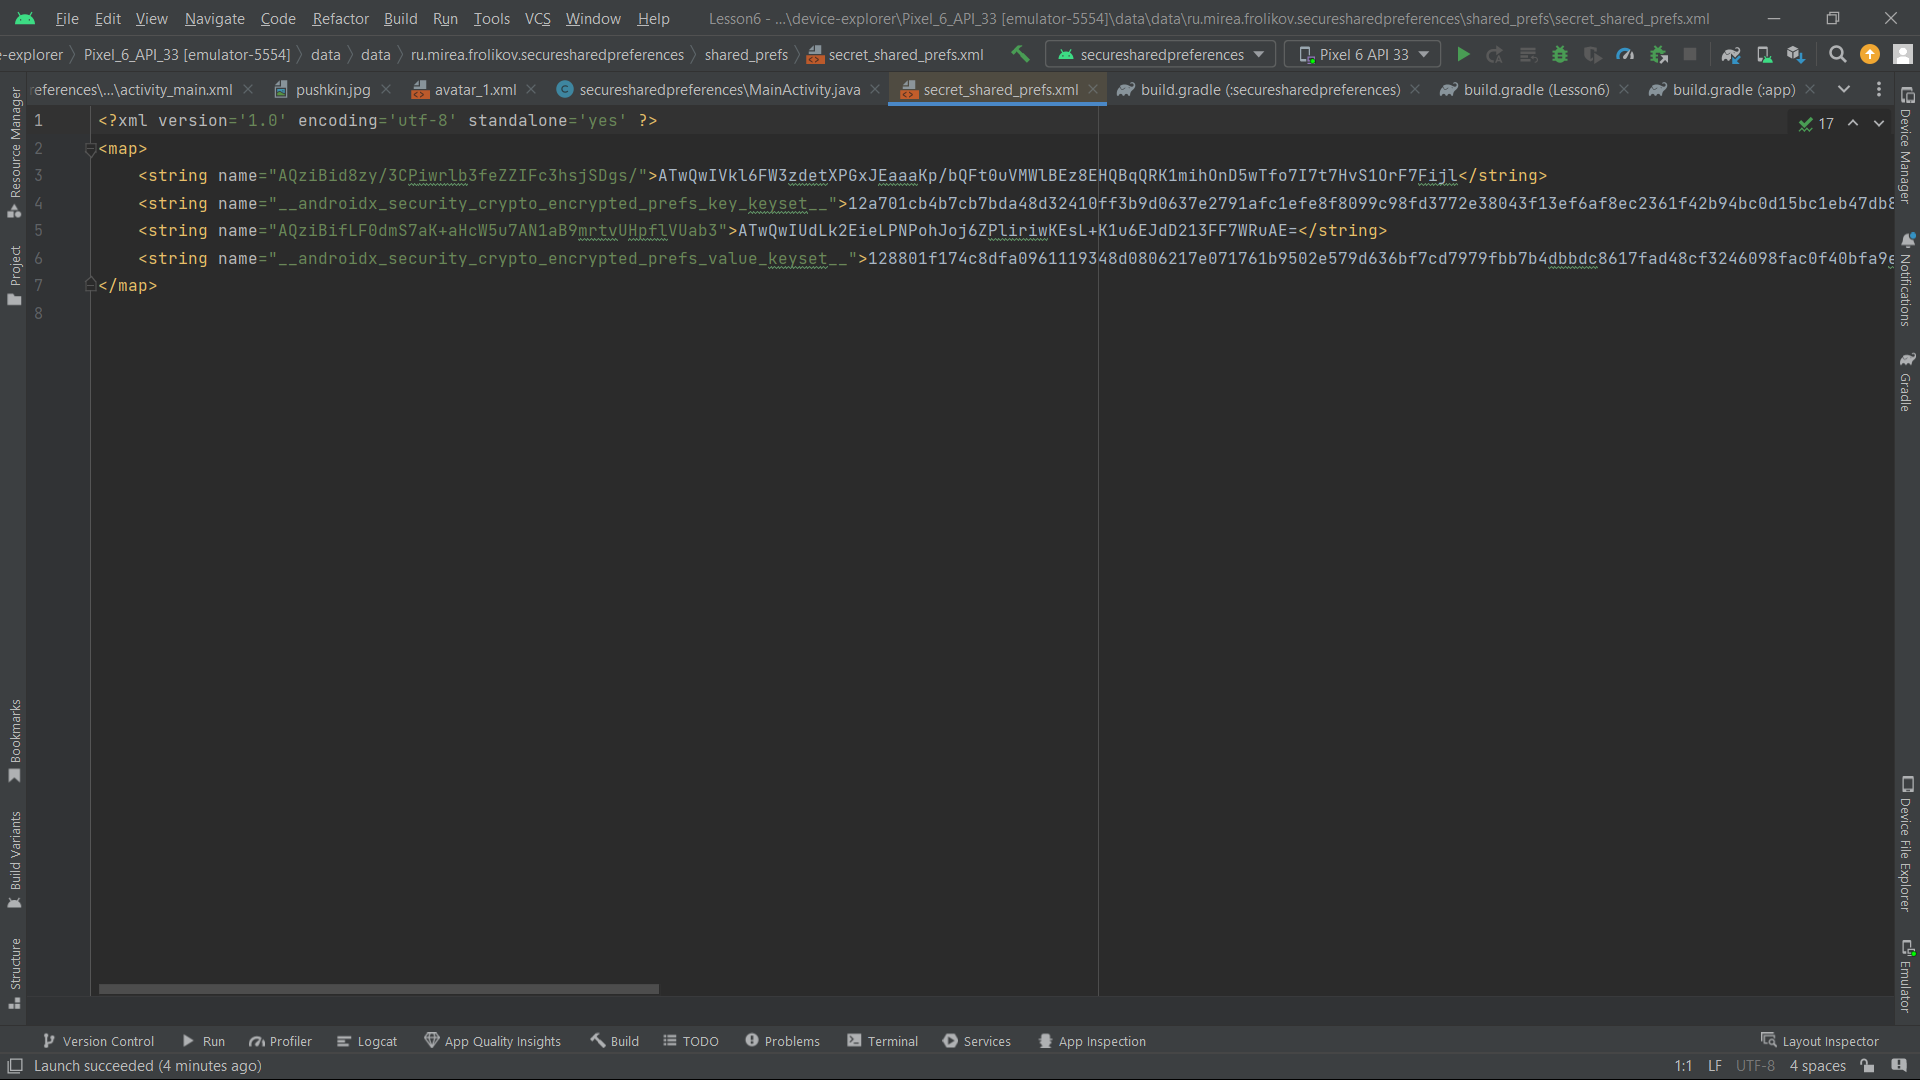 File Edit View Navigate Code Refactor Build Run Tools VCS Window Help Lesson6 - ...\device-explorer\Pixel_6_API_33 [emulator-5554]\data\data\ru.mirea.frolikov.securesharedpreferences\shared_prefs\secret_shared_prefs.xml
e-explorer Pixel_6_API_33 [emulator-5554] data data ru.mirea.frolikov.securesharedpreferences shared_prefs secret_shared_prefs.xml securesharedpreferences Pixel 6 API 33
references\...\activity_main.xml pushkin.jpg avatar_1.xml securesharedpreferences\MainActivity.java secret_shared_prefs.xml build.gradle (:securesharedpreferences) build.gradle (Lesson6) build.gradle (:app)
1 <?xml version='1.0' encoding='utf-8' standalone='yes' ?>
17
2 <map>
3 <string name="AQziBid8zy/3CPiwrlb3feZZIFc3hsjSDgs/">ATwQwIVkl6FW3zdetXPGxJEaaaKp/bQFt0uVMWlBEz8EHQBqQRK1mihOnD5wTfo7I7t7HvS1OrF7Fijl</string>
4 <string name="__androidx_security_crypto_encrypted_prefs_key_keyset__">12a701cb4b7cb7bda48d32410ff3b9d0637e2791afc1efe8f8099c98fd3772e38043f13ef6af8ec2361f42b94bc0d15bc1eb47db8
5 <string name="AQziBifLF0dmS7aK+aHcW5u7AN1aB9mrtvUHpflVUab3">ATwQwIUdLk2EieLPNPohJoj6ZPliriwKEsL+K1u6EJdD213FF7WRuAE=</string>
6 <string name="__androidx_security_crypto_encrypted_prefs_value_keyset__">128801f174c8dfa0961119348d0806217e071761b9502e579d636bf7cd7979fbb7b4dbbdc8617fad48cf3246098fac0f40bfa9e
7 </map>
8
Resource Manager
Project
Bookmarks
Build Variants
Structure
Device Manager
Notifications
Gradle
Device File Explorer
Emulator
Version Control Run Profiler Logcat App Quality Insights Build TODO Problems Terminal Services App Inspection Layout Inspector
Launch succeeded (4 minutes ago) 1:1 LF UTF-8 4 spaces